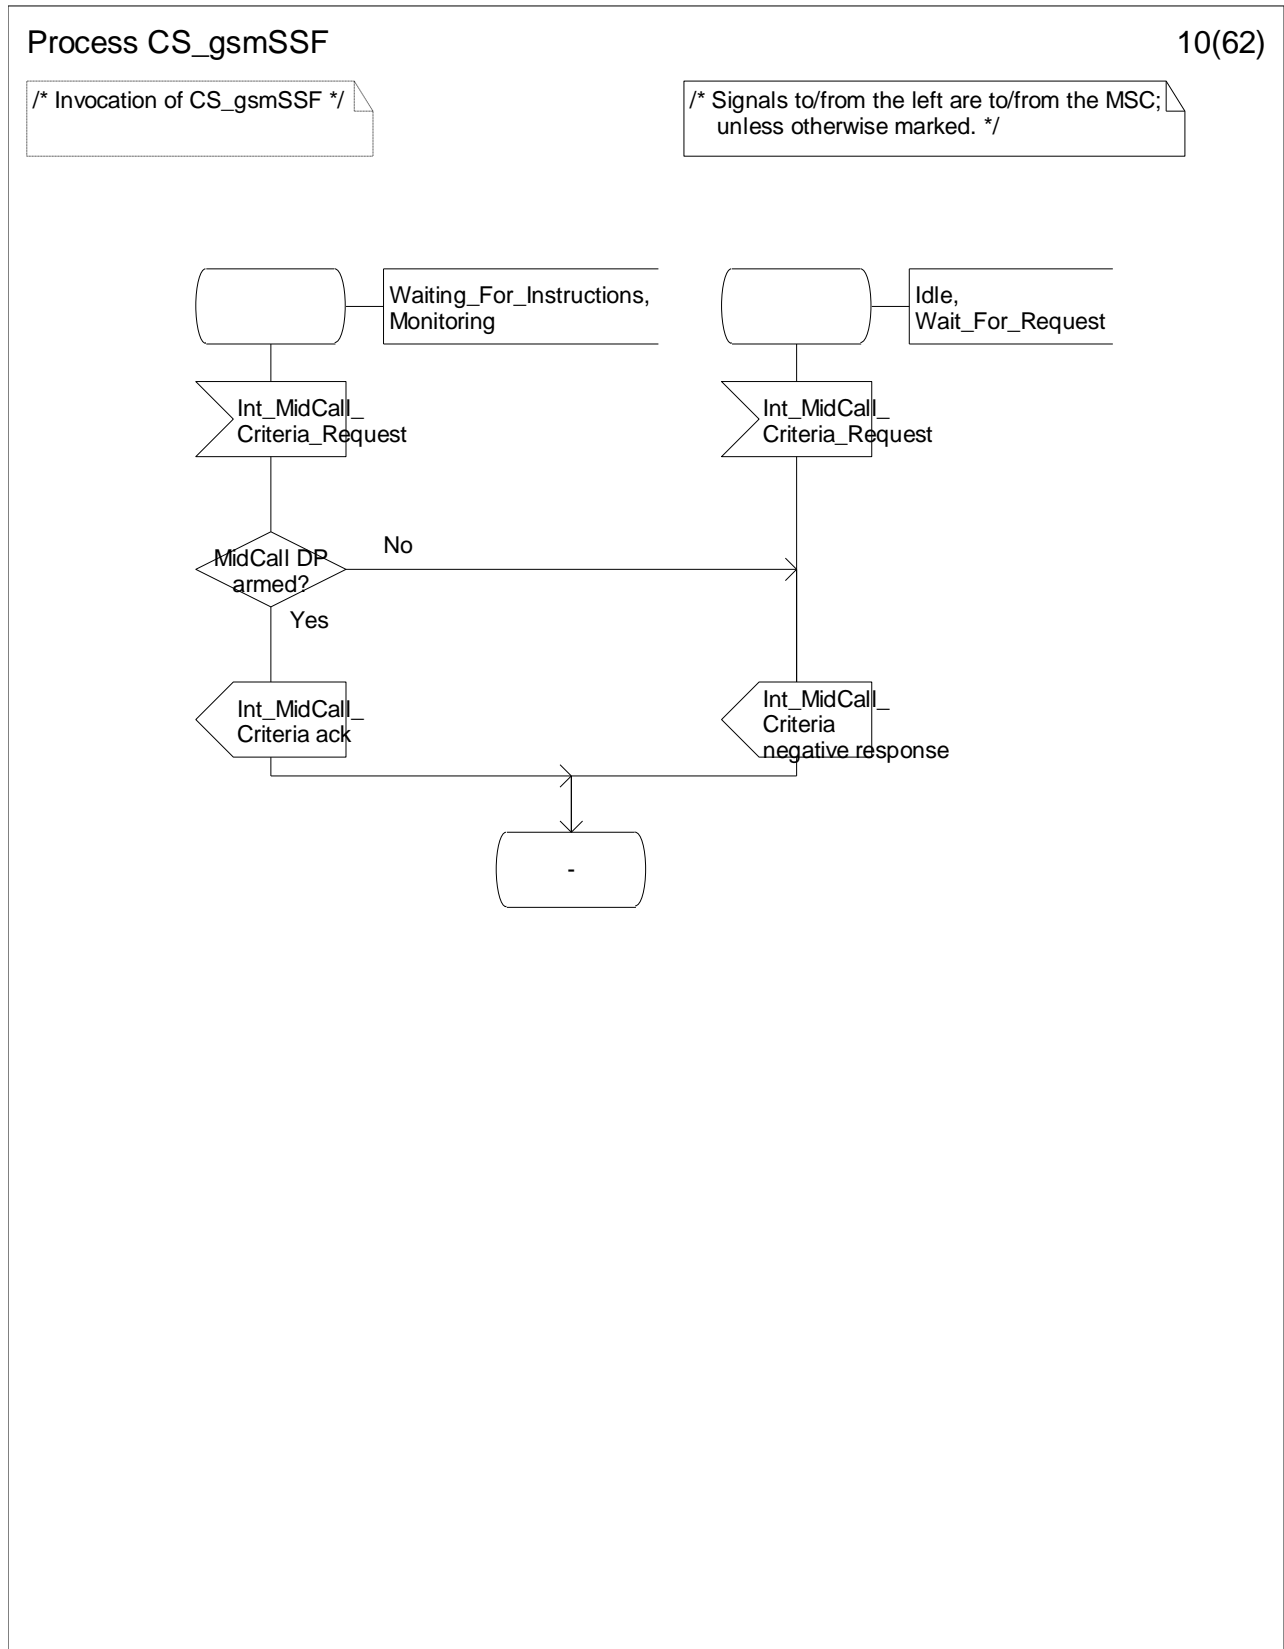 Process CS_gsmSSF
10(62)
/* Invocation of CS_gsmSSF */
/* Signals to/from the left are to/from the MSC;
unless otherwise marked. */
Waiting_For_Instructions,
Monitoring
Idle,
Wait_For_Request
Int_MidCall_
Criteria_Request
Int_MidCall_
Criteria_Request
MidCall DP
armed?
No
Yes
Int_MidCall_
Criteria ack
Int_MidCall_
Criteria
negative response
-